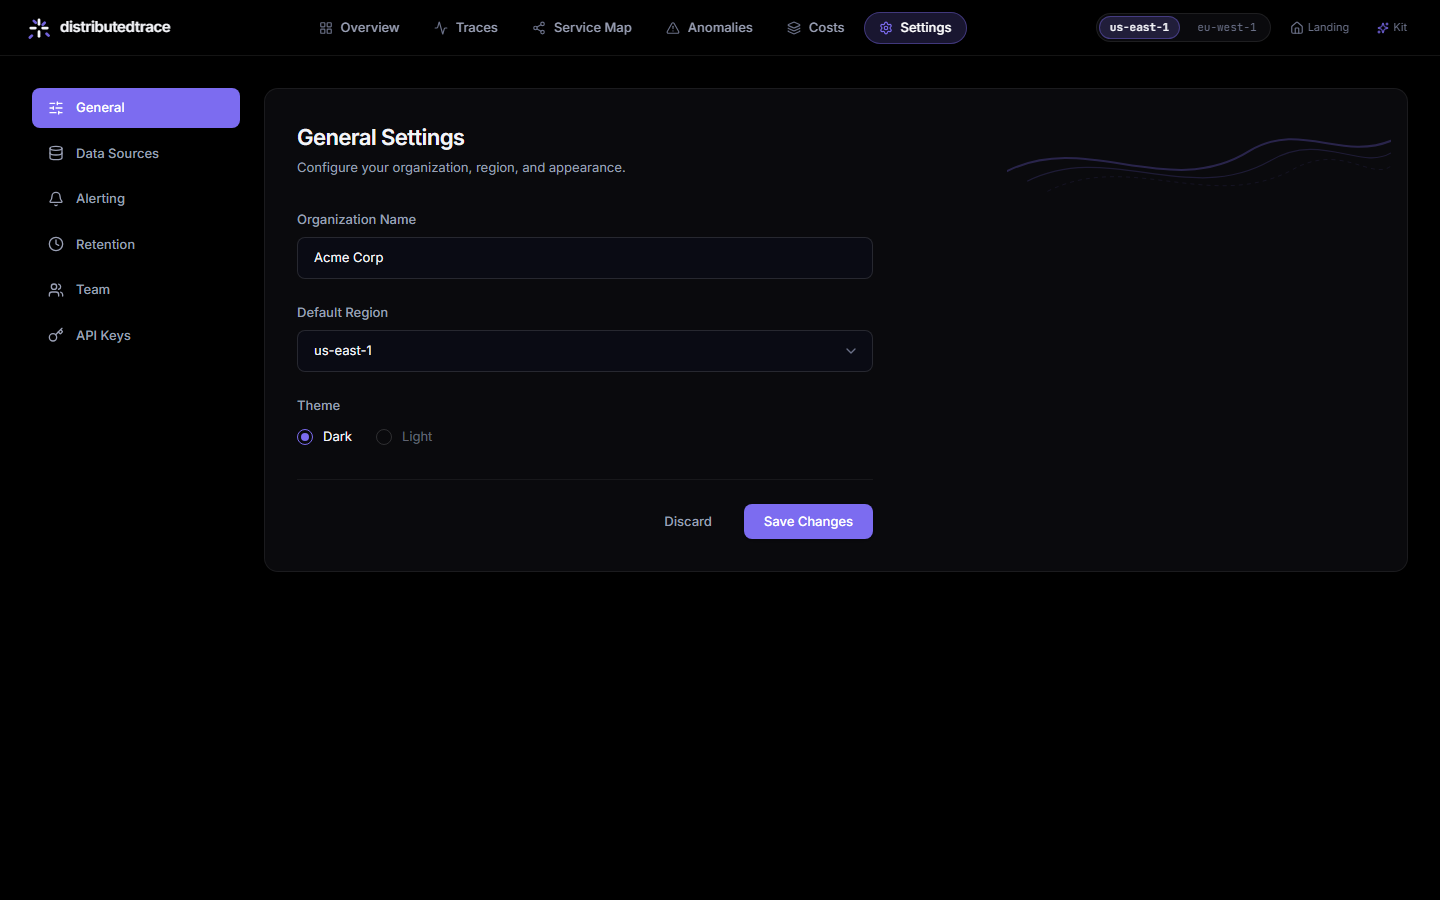 distributedtrace
Overview
Traces
Service Map
Anomalies
Costs
Settings
us-east-1
eu-west-1
Landing
Kit
General
Data Sources
Alerting
Retention
Team
API Keys
General Settings
Configure your organization, region, and appearance.
Organization Name
Acme Corp
Default Region
us-east-1
Theme
Dark
Light
Discard
Save Changes